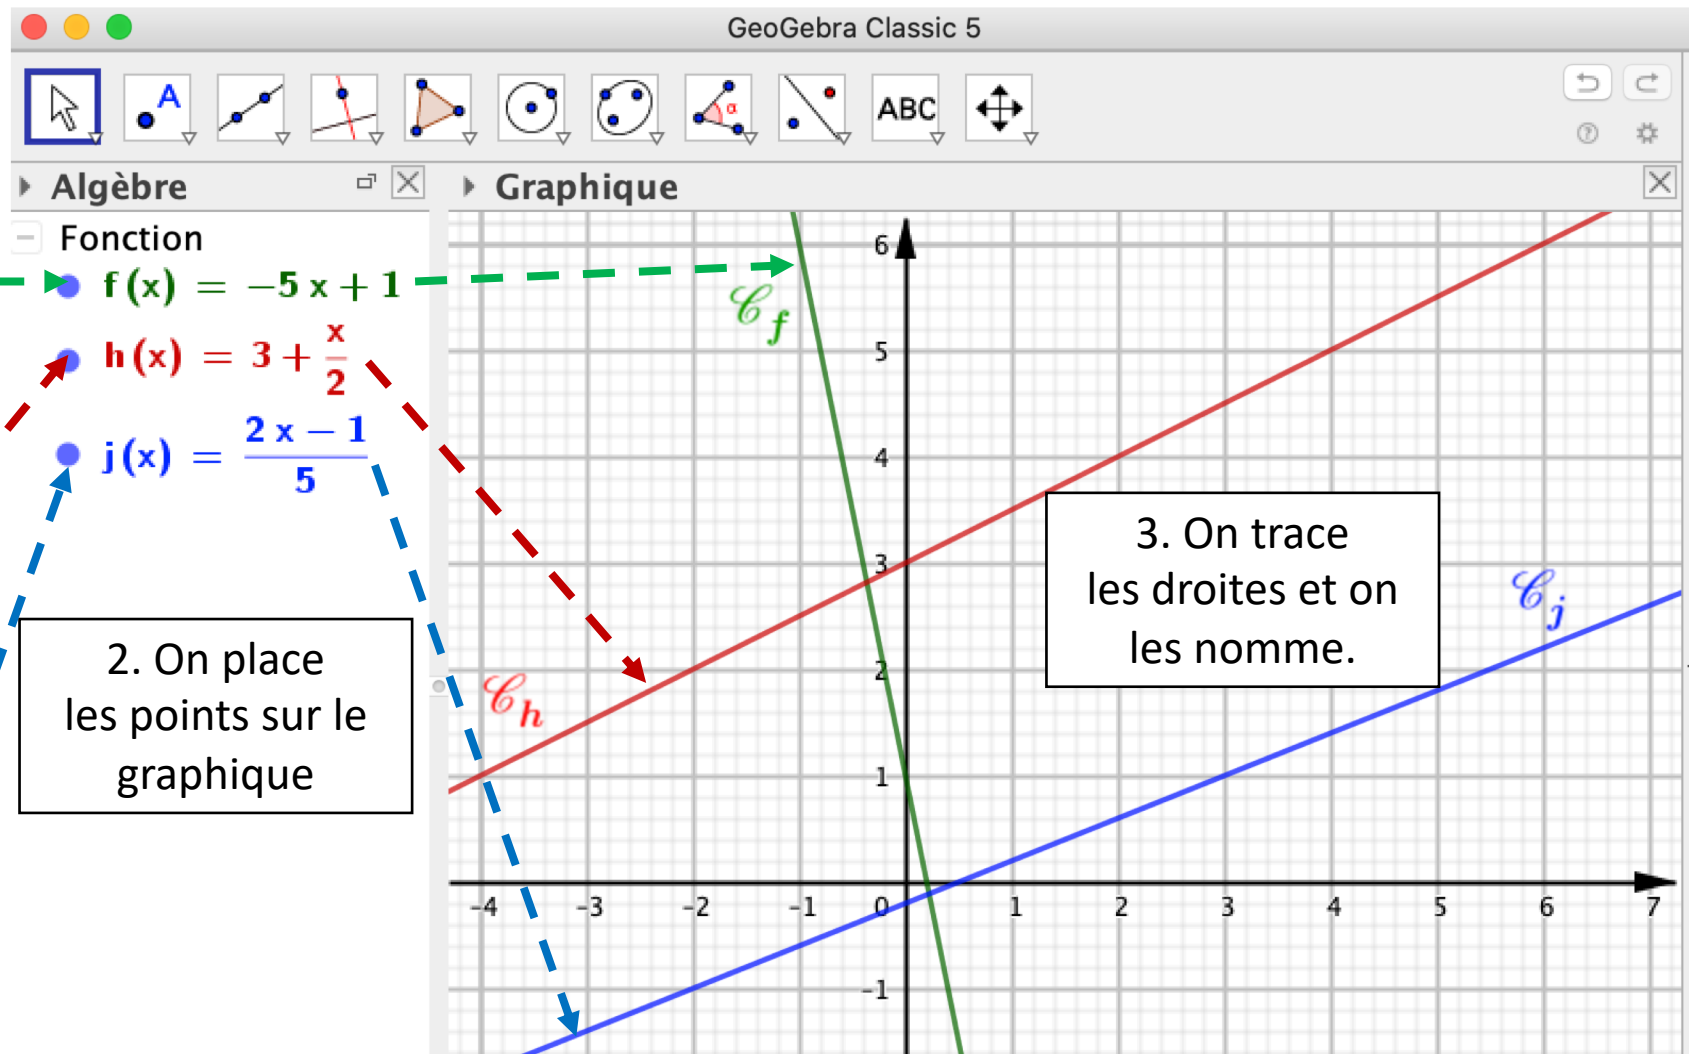 GeoGebra Classic 5
A
α
ABC
Algèbre
Graphique
Fonction
f(x) = −5 x + 1
h(x) = 3 + x/2
j(x) = (2 x − 1)/5
2. On place
les points sur le
graphique
3. On trace
les droites et on
les nomme.
𝒞f
𝒞h
𝒞j
6
5
4
3
2
1
-1
-4 -3 -2 -1 0 1 2 3 4 5 6 7